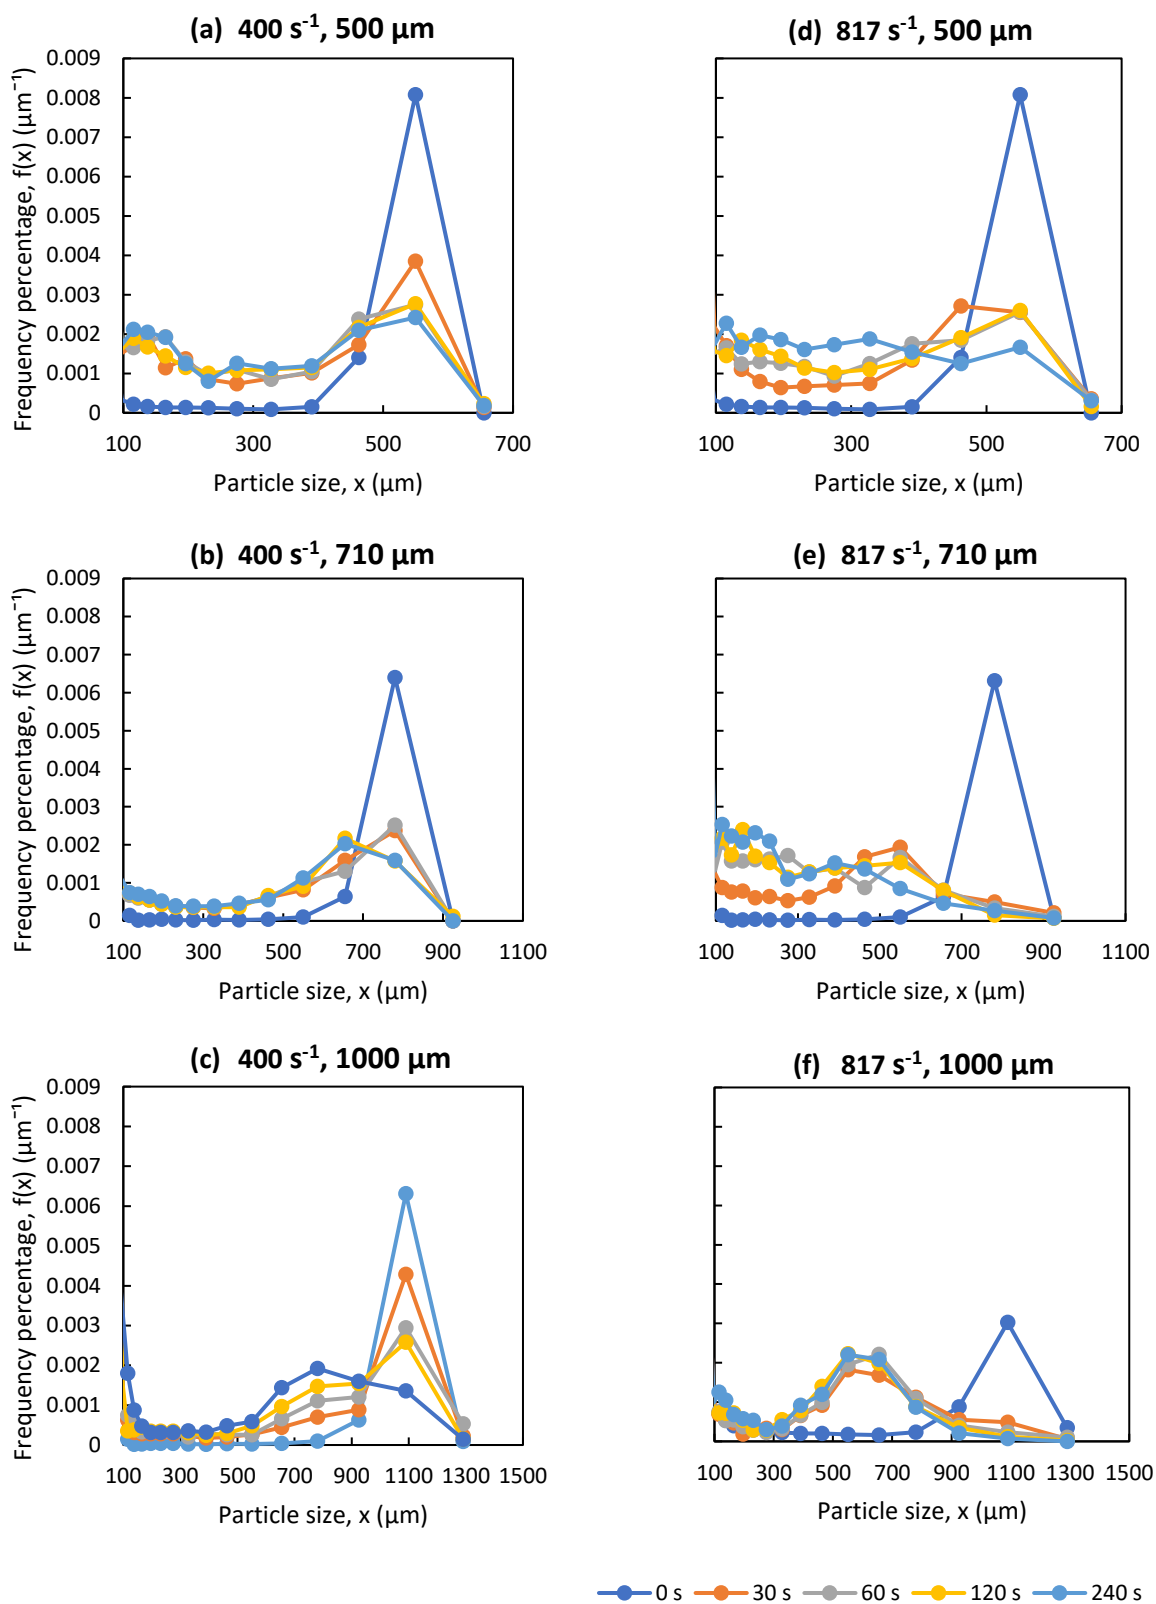 (a) 400 s⁻¹, 500 µm
Frequency percentage, f(x) (µm⁻¹)
0.009
0.008
0.007
0.006
0.005
0.004
0.003
0.002
0.001
0
100 300 500 700
Particle size, x (µm)
(d) 817 s⁻¹, 500 µm
100 300 500 700
Particle size, x (µm)
(b) 400 s⁻¹, 710 µm
Frequency percentage, f(x) (µm⁻¹)
0.009
0.008
0.007
0.006
0.005
0.004
0.003
0.002
0.001
0
100 300 500 700 900 1100
Particle size, x (µm)
(e) 817 s⁻¹, 710 µm
100 300 500 700 900 1100
Particle size, x (µm)
(c) 400 s⁻¹, 1000 µm
Frequency percentage, f(x) (µm⁻¹)
0.009
0.008
0.007
0.006
0.005
0.004
0.003
0.002
0.001
0
100 300 500 700 900 1100 1300 1500
Particle size, x (µm)
(f) 817 s⁻¹, 1000 µm
100 300 500 700 900 1100 1300 1500
Particle size, x (µm)
0 s 30 s 60 s 120 s 240 s